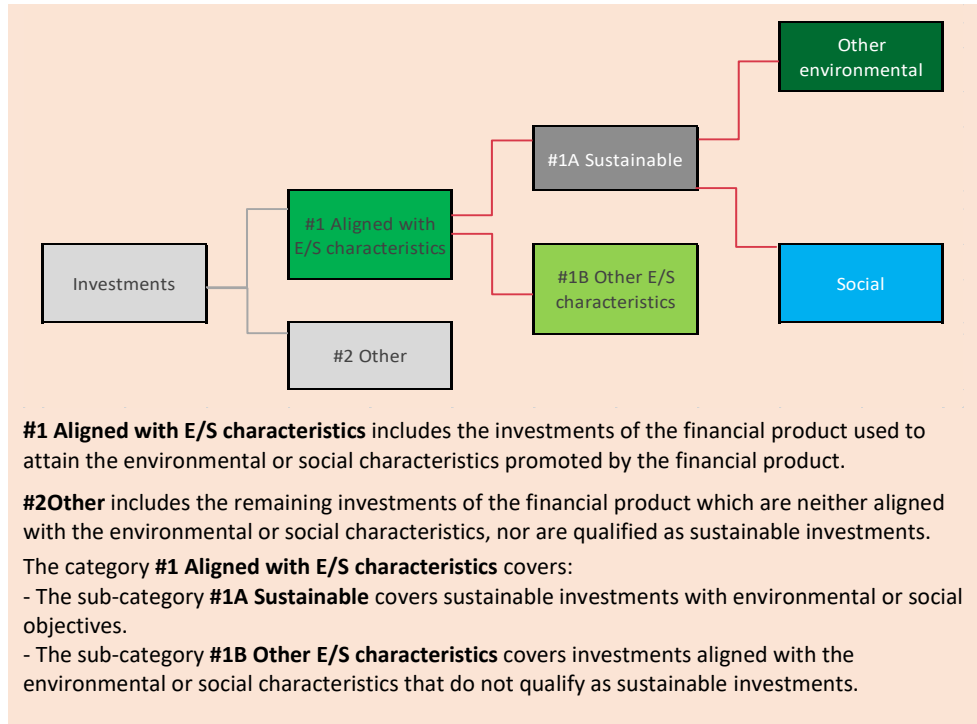 Other
environmental
#1A Sustainable
#1 Aligned with
E/S characteristics
#1B Other E/S
characteristics
Investments
Social
#2 Other
#1 Aligned with E/S characteristics includes the investments of the financial product used to
attain the environmental or social characteristics promoted by the financial product.
#2Other includes the remaining investments of the financial product which are neither aligned
with the environmental or social characteristics, nor are qualified as sustainable investments.
The category #1 Aligned with E/S characteristics covers:
- The sub-category #1A Sustainable covers sustainable investments with environmental or social
objectives.
- The sub-category #1B Other E/S characteristics covers investments aligned with the
environmental or social characteristics that do not qualify as sustainable investments.